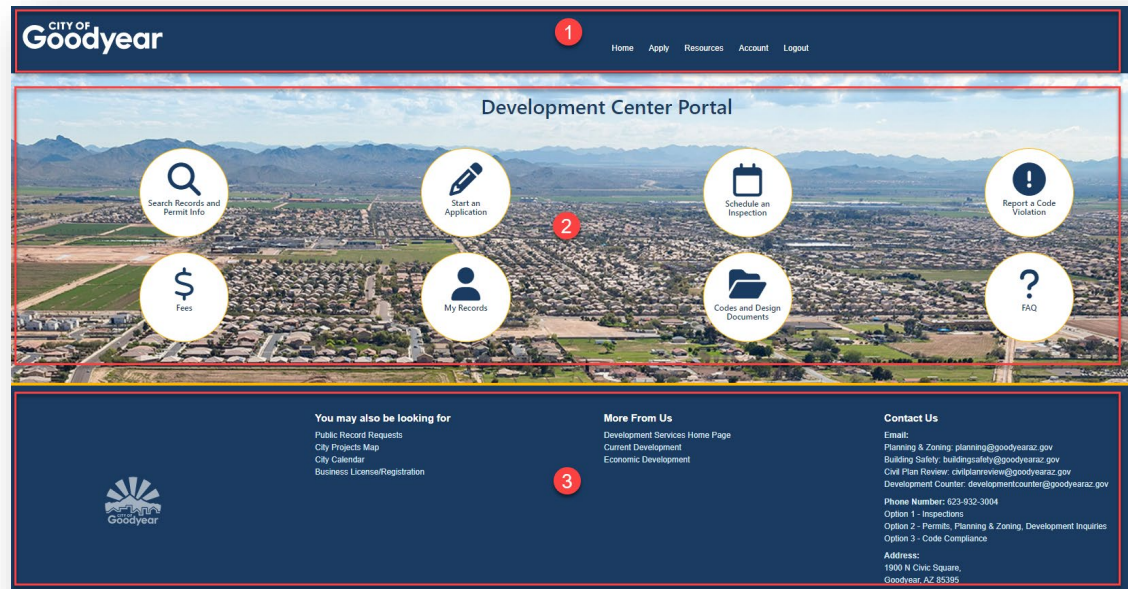 CITY OF
Goodyear
1
Home Apply Resources Account Logout
Development Center Portal
Search Records and
Permit Info
Start an
Application
Schedule an
Inspection
Report a Code
Violation
2
Fees
My Records
Codes and Design
Documents
FAQ
You may also be looking for
Public Record Requests
City Projects Map
City Calendar
Business License/Registration
More From Us
Development Services Home Page
Current Development
Economic Development
3
Contact Us
Email:
Planning & Zoning: planning@goodyearaz.gov
Building Safety: buildingsafety@goodyearaz.gov
Civil Plan Review: civilplanreview@goodyearaz.gov
Development Counter: developmentcounter@goodyearaz.gov
Phone Number: 623-932-3004
Option 1 - Inspections
Option 2 - Permits, Planning & Zoning, Development Inquiries
Option 3 - Code Compliance
Address:
1900 N Civic Square,
Goodyear, AZ 85395
CITY OF
Goodyear